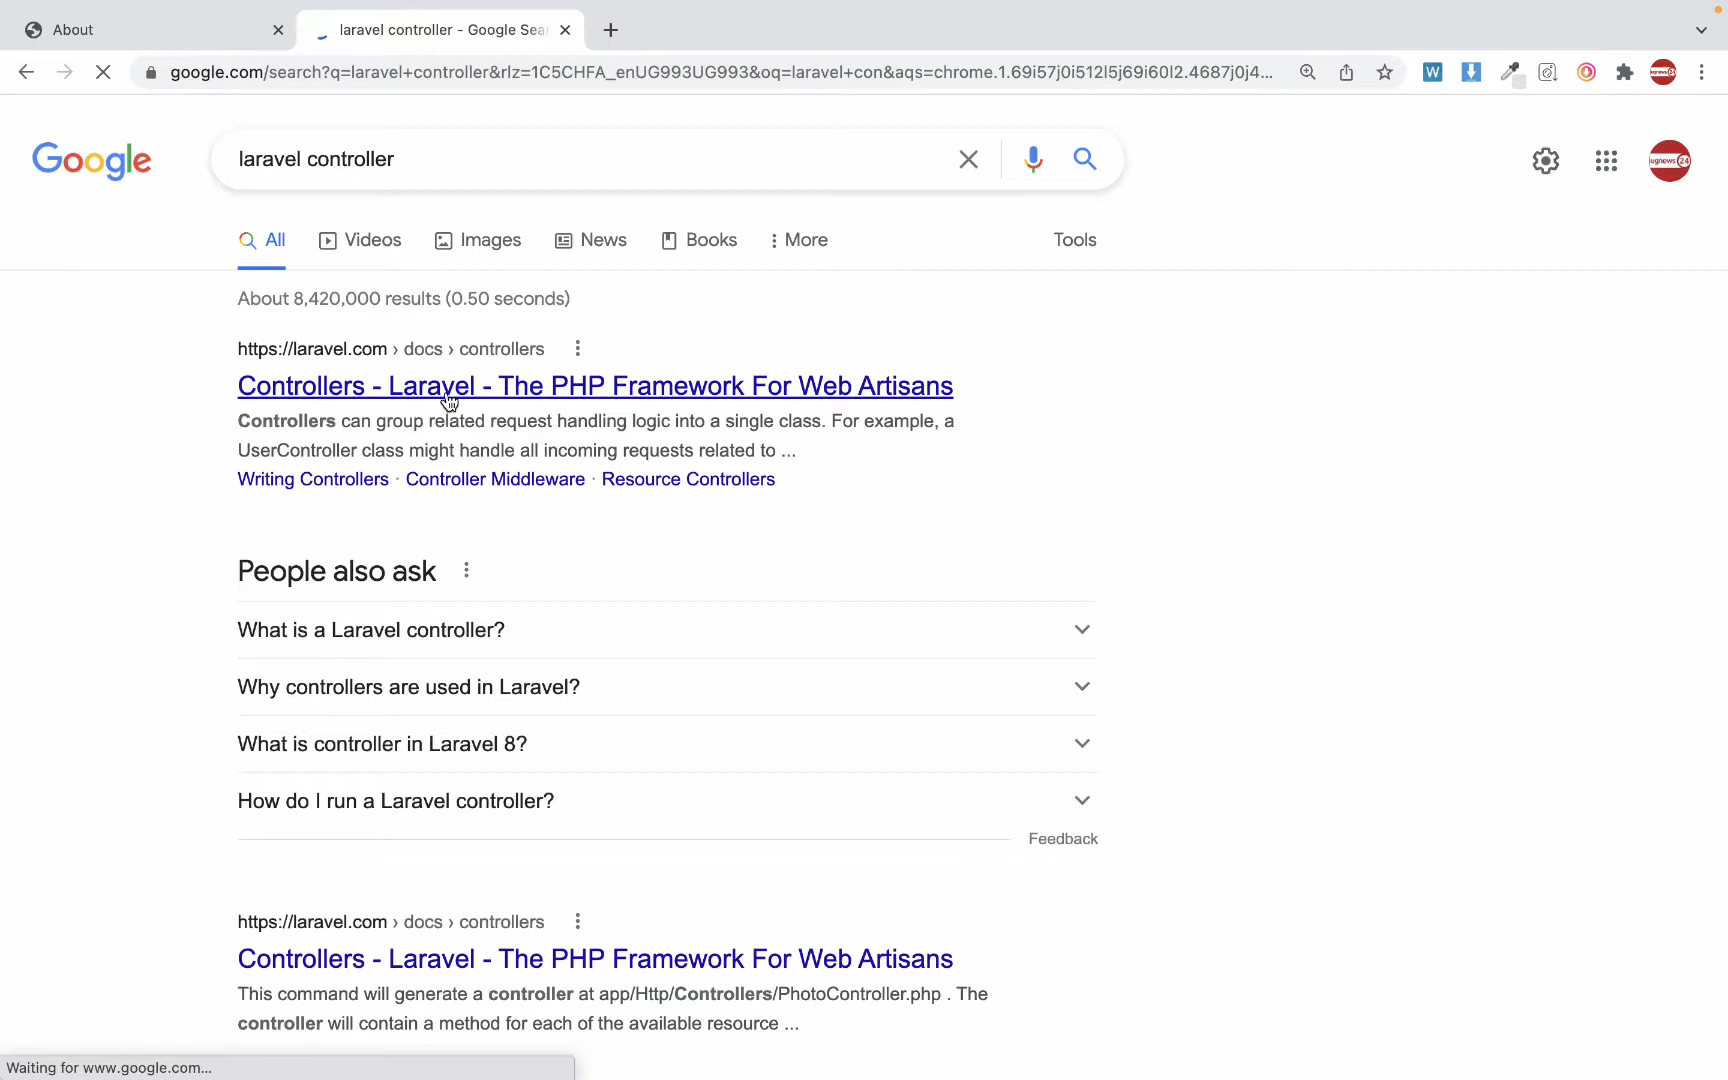 About
laravel controller - Google Sea
google.com/search?q=laravel+controller&rlz=1C5CHFA_enUG993UG993&oq=laravel+con&aqs=chrome.1.69i57j0i512l5j69i60l2.4687j0j4...
W
Google
laravel controller
ugnews24
All
Videos
Images
News
Books
More
Tools
About 8,420,000 results (0.50 seconds)
https://laravel.com › docs › controllers
Controllers - Laravel - The PHP Framework For Web Artisans
Controllers can group related request handling logic into a single class. For example, a
UserController class might handle all incoming requests related to ...
Writing Controllers · Controller Middleware · Resource Controllers
People also ask
What is a Laravel controller?
Why controllers are used in Laravel?
What is controller in Laravel 8?
How do I run a Laravel controller?
Feedback
https://laravel.com › docs › controllers
Controllers - Laravel - The PHP Framework For Web Artisans
This command will generate a controller at app/Http/Controllers/PhotoController.php . The
controller will contain a method for each of the available resource ...
Waiting for www.google.com...